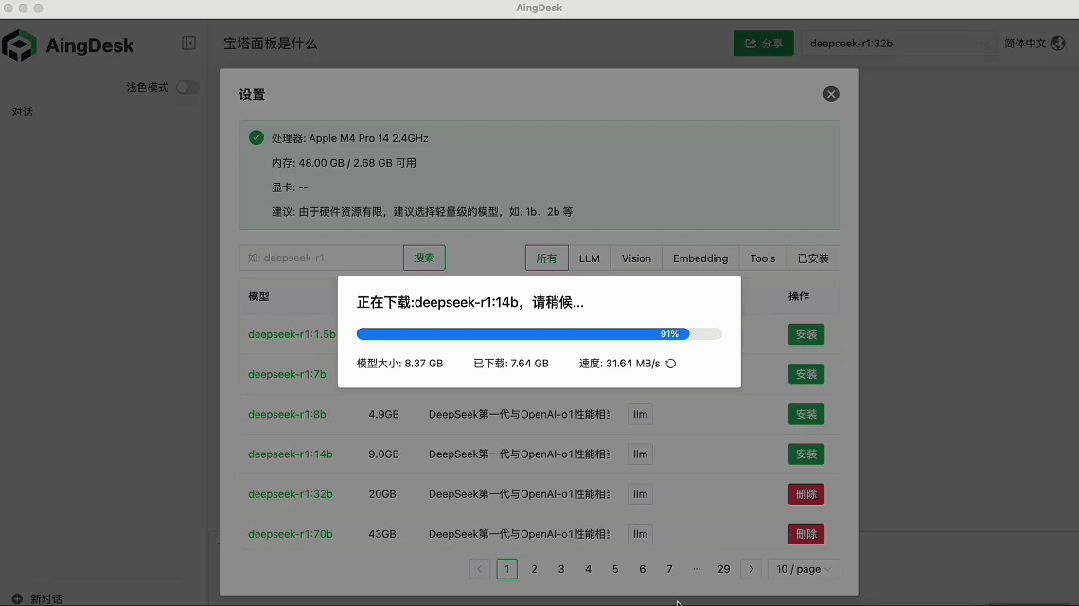 AingDesk
AingDesk
宝塔面板是什么
分享
deepseek-r1:32b
简体中文
浅色模式
对话
设置
处理器: Apple M4 Pro 14 2.4GHz
内存: 48.00 GB / 2.68 GB 可用
显卡: --
建议: 由于硬件资源有限，建议选择轻量级的模型，如: 1b、2b 等
如: deepseek-r1
搜索
所有 LLM Vision Embedding Tools 已安装
模型 操作
正在下载:deepseek-r1:14b，请稍候...
91%
模型大小: 8.37 GB 已下载: 7.64 GB 速度: 31.64 MB/s
deepseek-r1:1.5b 安装
deepseek-r1:7b 安装
deepseek-r1:8b 4.9GB DeepSeek第一代与OpenAI-o1性能相当 llm 安装
deepseek-r1:14b 9.0GB DeepSeek第一代与OpenAI-o1性能相当 llm 安装
deepseek-r1:32b 20GB DeepSeek第一代与OpenAI-o1性能相当 llm 删除
deepseek-r1:70b 43GB DeepSeek第一代与OpenAI-o1性能相当 llm 删除
1 2 3 4 5 6 7 ... 29 10 / page
新对话